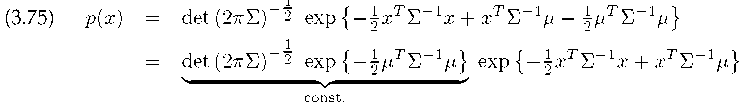 (3.75) p(x) = det (2πΣ)^{-1/2} exp {-½x^T Σ^{-1}x + x^T Σ^{-1}μ - ½μ^T Σ^{-1}μ}
= det (2πΣ)^{-1/2} exp {-½μ^T Σ^{-1}μ} exp {-½x^T Σ^{-1}x + x^T Σ^{-1}μ}
const.